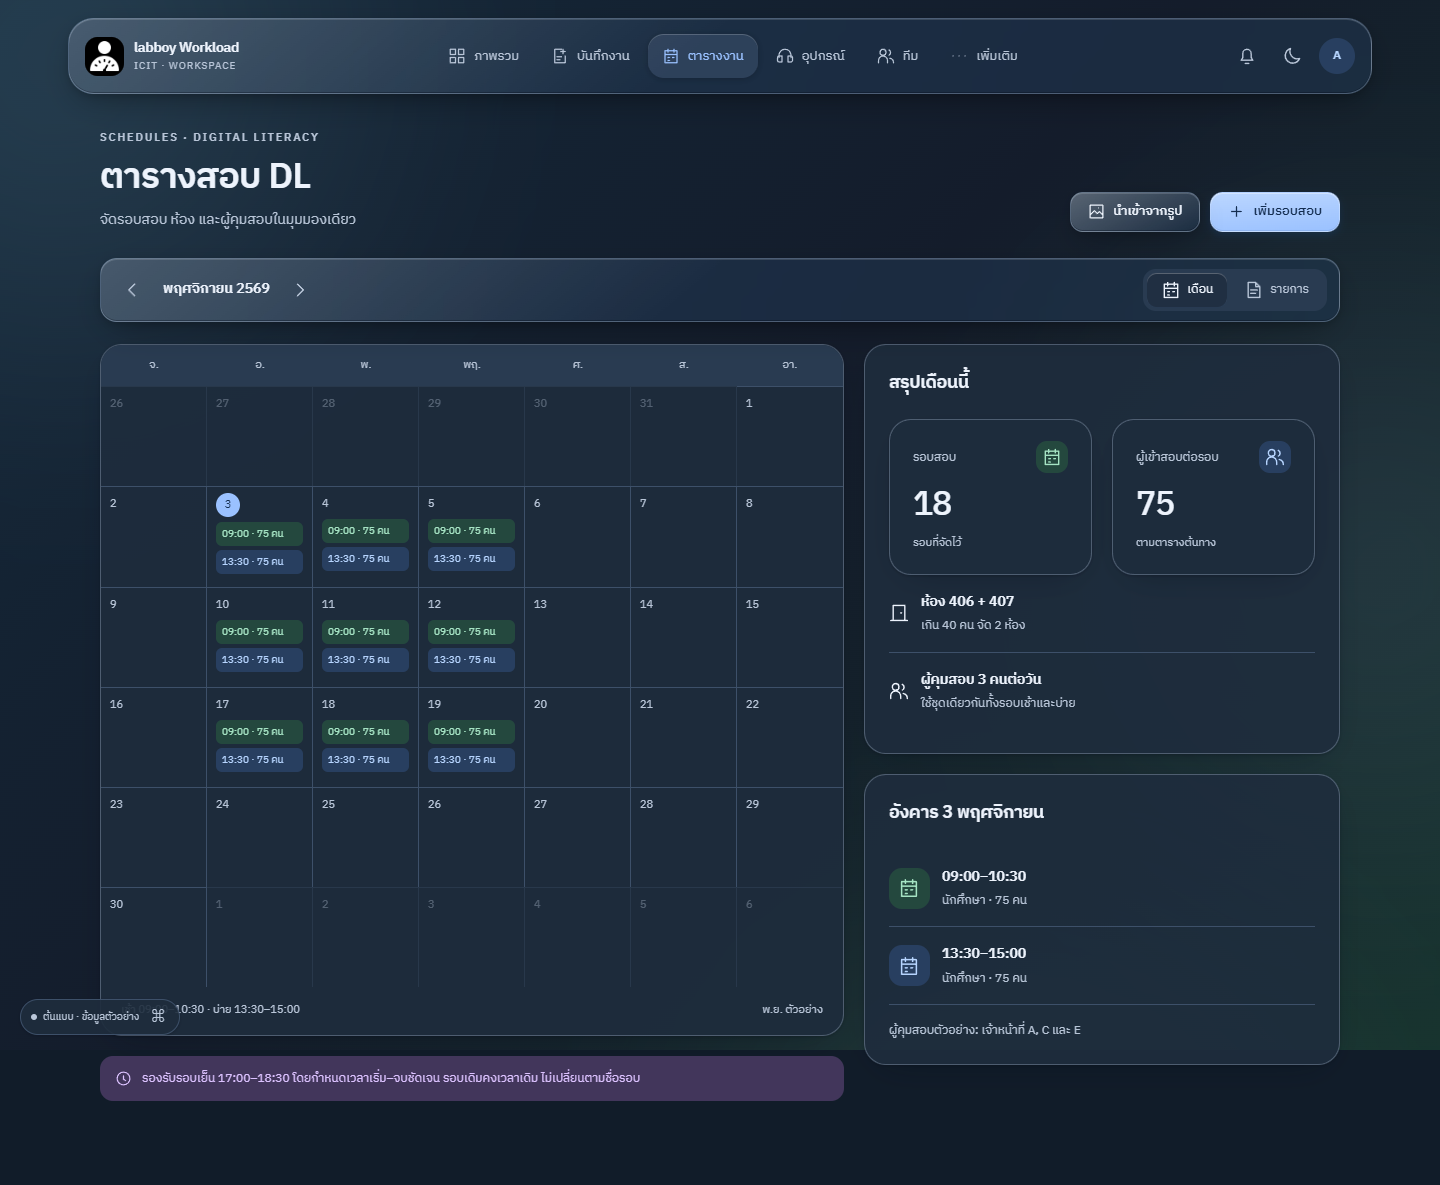 labboy Workload
ICIT · WORKSPACE
ภาพรวม
บันทึกงาน
ตารางงาน
อุปกรณ์
ทีม
··· เพิ่มเติม
A
SCHEDULES · DIGITAL LITERACY
ตารางสอบ DL
จัดรอบสอบ ห้อง และผู้คุมสอบในมุมมองเดียว
นำเข้าจากรูป
+ เพิ่มรอบสอบ
พฤศจิกายน 2569
เดือน
รายการ
จ. อ. พ. พฤ. ศ. ส. อา.
26 27 28 29 30 31 1
2 3 4 5 6 7 8
09:00 · 75 คน 09:00 · 75 คน 09:00 · 75 คน
13:30 · 75 คน 13:30 · 75 คน 13:30 · 75 คน
9 10 11 12 13 14 15
09:00 · 75 คน 09:00 · 75 คน 09:00 · 75 คน
13:30 · 75 คน 13:30 · 75 คน 13:30 · 75 คน
16 17 18 19 20 21 22
09:00 · 75 คน 09:00 · 75 คน 09:00 · 75 คน
13:30 · 75 คน 13:30 · 75 คน 13:30 · 75 คน
23 24 25 26 27 28 29
30 1 2 3 4 5 6
10:30 · บ่าย 13:30–15:00
พ.ย. ตัวอย่าง
ต้นแบบ · ข้อมูลตัวอย่าง ⌘
รองรับรอบเย็น 17:00–18:30 โดยกำหนดเวลาเริ่ม–จบชัดเจน รอบเดิมคงเวลาเดิม ไม่เปลี่ยนตามชื่อรอบ
สรุปเดือนนี้
รอบสอบ
18
รอบที่จัดไว้
ผู้เข้าสอบต่อรอบ
75
ตามตารางต้นทาง
ห้อง 406 + 407
เกิน 40 คน จัด 2 ห้อง
ผู้คุมสอบ 3 คนต่อวัน
ใช้ชุดเดียวกันทั้งรอบเช้าและบ่าย
อังคาร 3 พฤศจิกายน
09:00–10:30
นักศึกษา · 75 คน
13:30–15:00
นักศึกษา · 75 คน
ผู้คุมสอบตัวอย่าง: เจ้าหน้าที่ A, C และ E